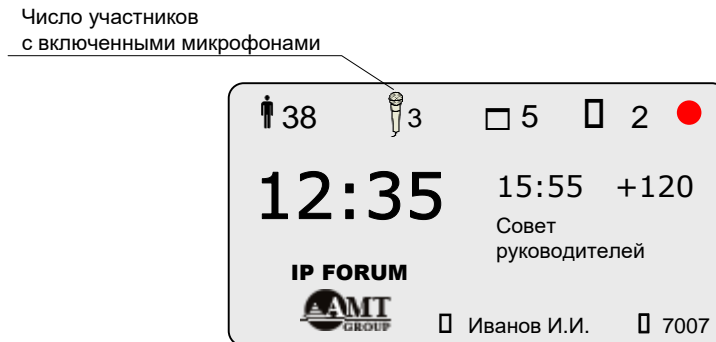 Число участников
с включенными микрофонами
38 3 5 2
12:35 15:55 +120
Совет
руководителей
IP FORUM
AMT
GROUP
Иванов И.И. 7007